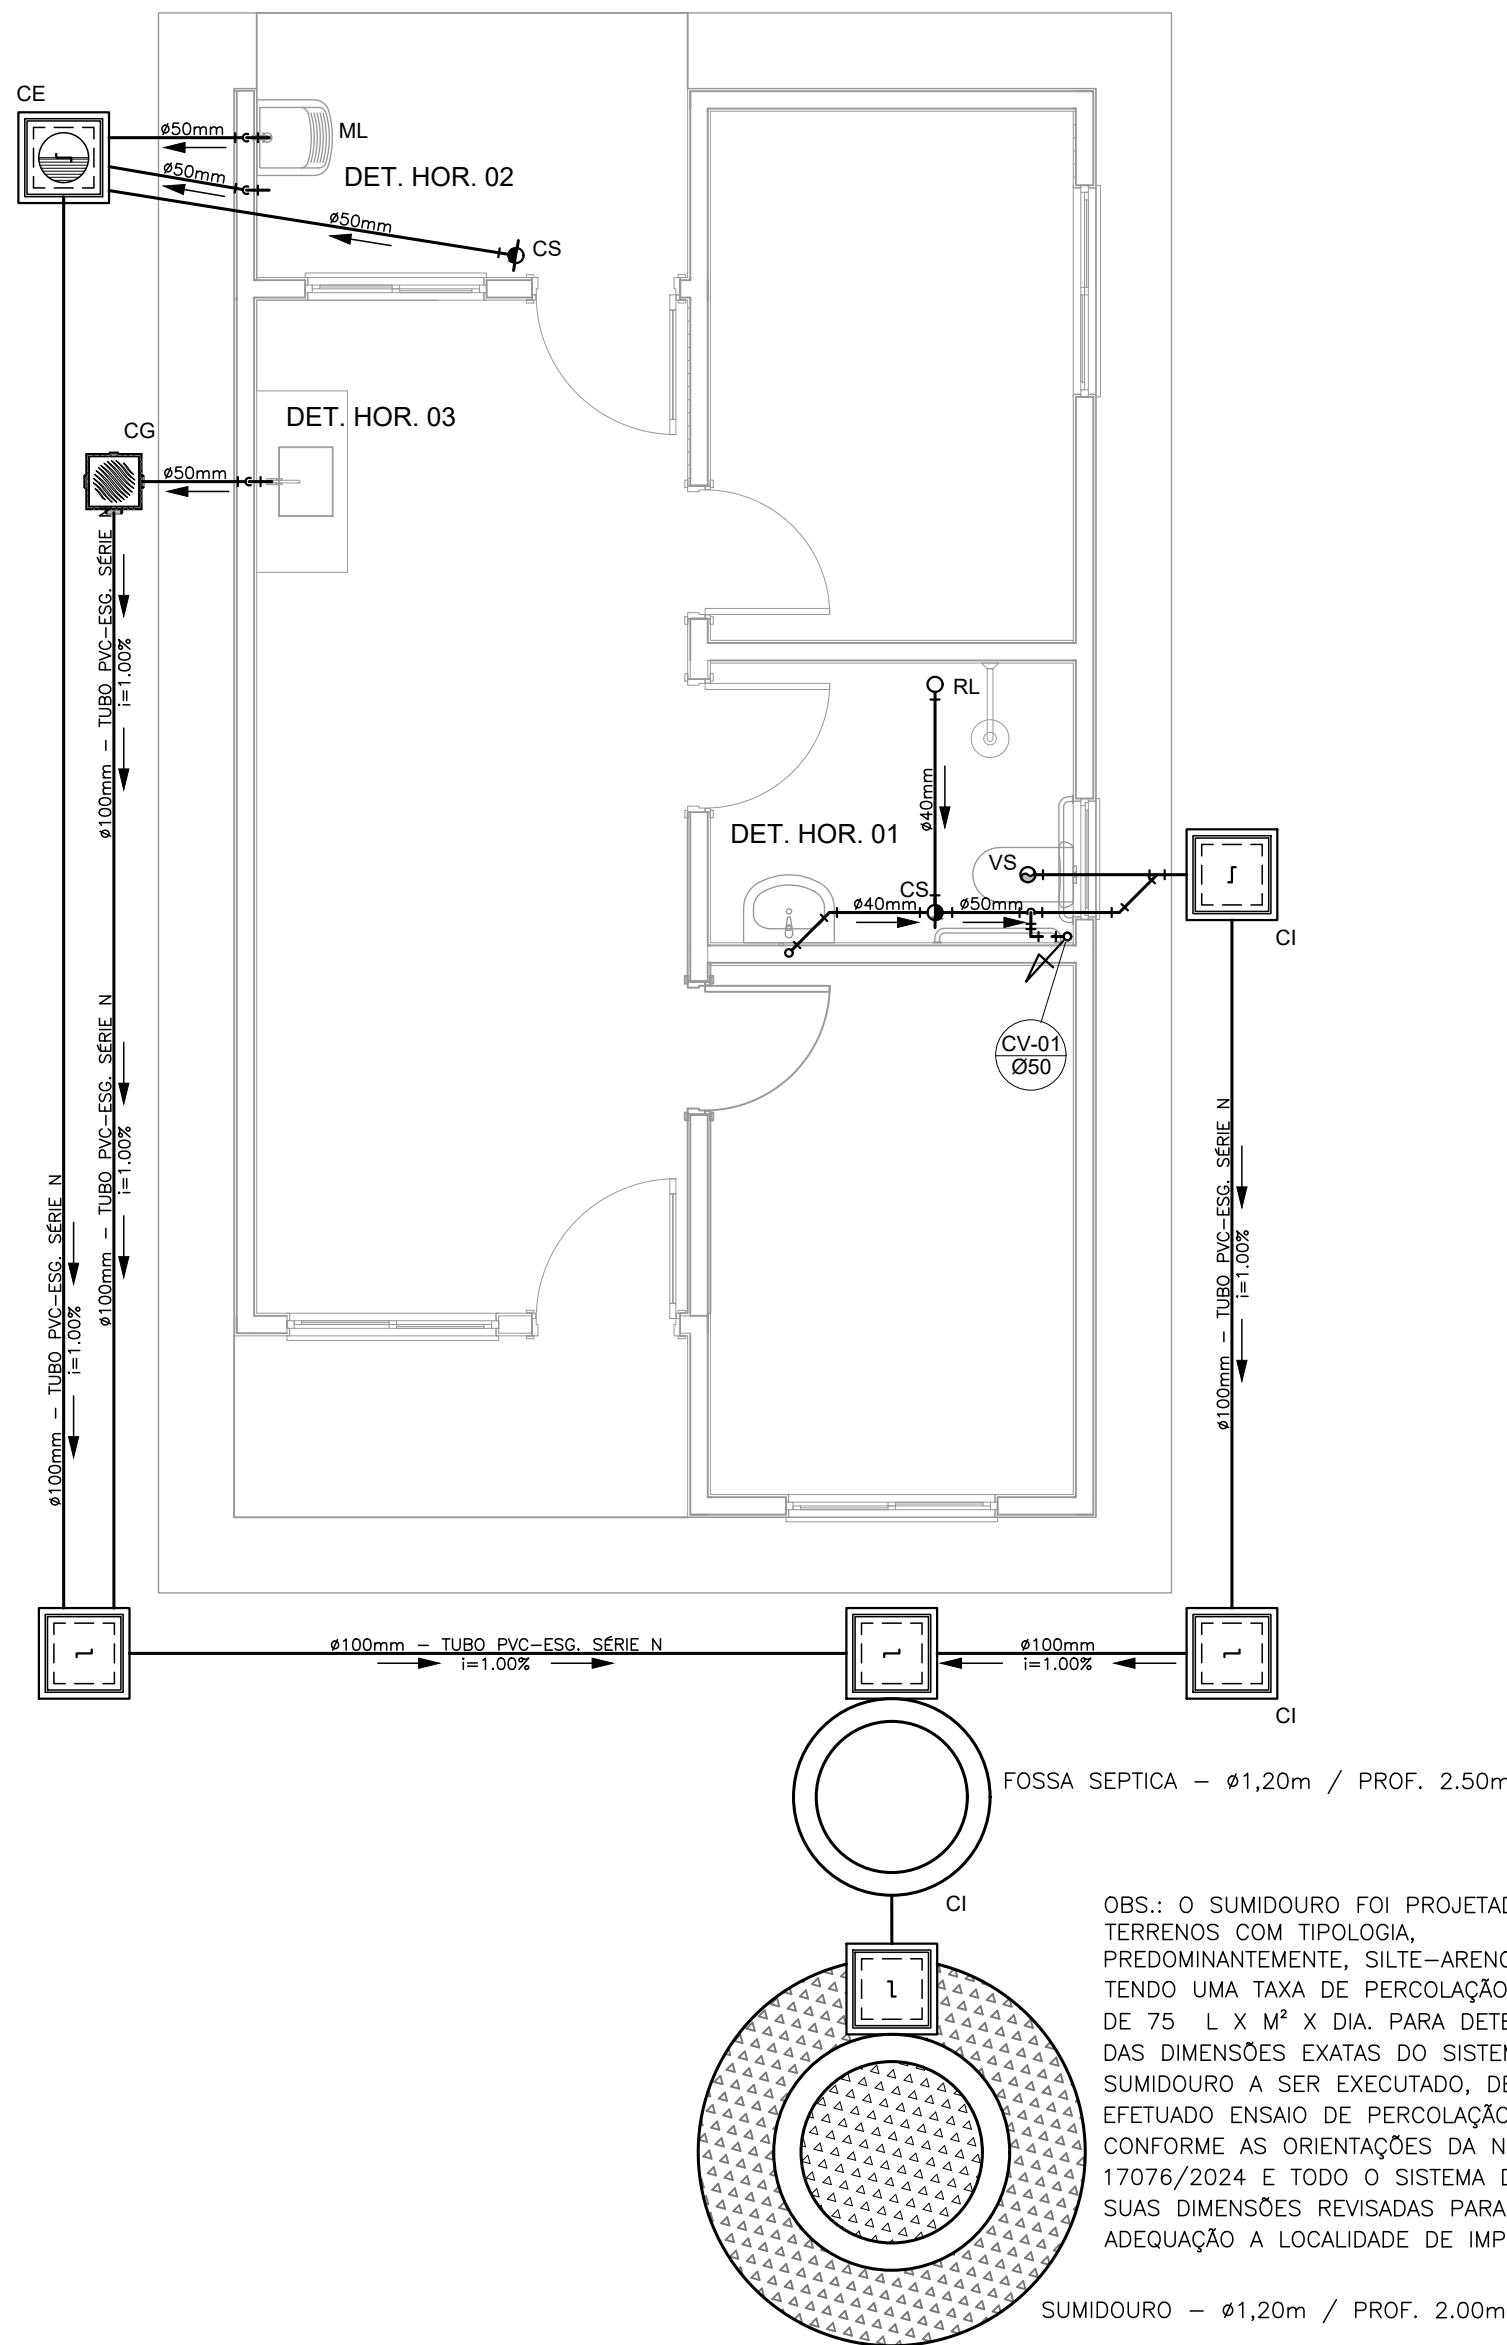 CE
ø50mm
ML
DET. HOR. 02
ø50mm
ø50mm
CS
DET. HOR. 03
CG
ø50mm
ø100mm – TUBO PVC–ESG. SÉRIE N
i=1.00%
RL
ø40mm
DET. HOR. 01
VS
CS
ø40mm
ø50mm
CI
CV-01
Ø50
ø100mm – TUBO PVC–ESG. SÉRIE N
i=1.00%
ø100mm – TUBO PVC–ESG. SÉRIE N
i=1.00%
ø100mm – TUBO PVC–ESG. SÉRIE N
i=1.00%
ø100mm – TUBO PVC–ESG. SÉRIE N
i=1.00%
ø100mm
i=1.00%
CI
FOSSA SEPTICA – ø1,20m / PROF. 2.50m
CI
OBS.: O SUMIDOURO FOI PROJETAD
TERRENOS COM TIPOLOGIA,
PREDOMINANTEMENTE, SILTE–ARENO
TENDO UMA TAXA DE PERCOLAÇÃO
DE 75 L X M² X DIA. PARA DETE
DAS DIMENSÕES EXATAS DO SISTEM
SUMIDOURO A SER EXECUTADO, DE
EFETUADO ENSAIO DE PERCOLAÇÃO
CONFORME AS ORIENTAÇÕES DA N
17076/2024 E TODO O SISTEMA D
SUAS DIMENSÕES REVISADAS PARA
ADEQUAÇÃO A LOCALIDADE DE IMP
SUMIDOURO – ø1,20m / PROF. 2.00m